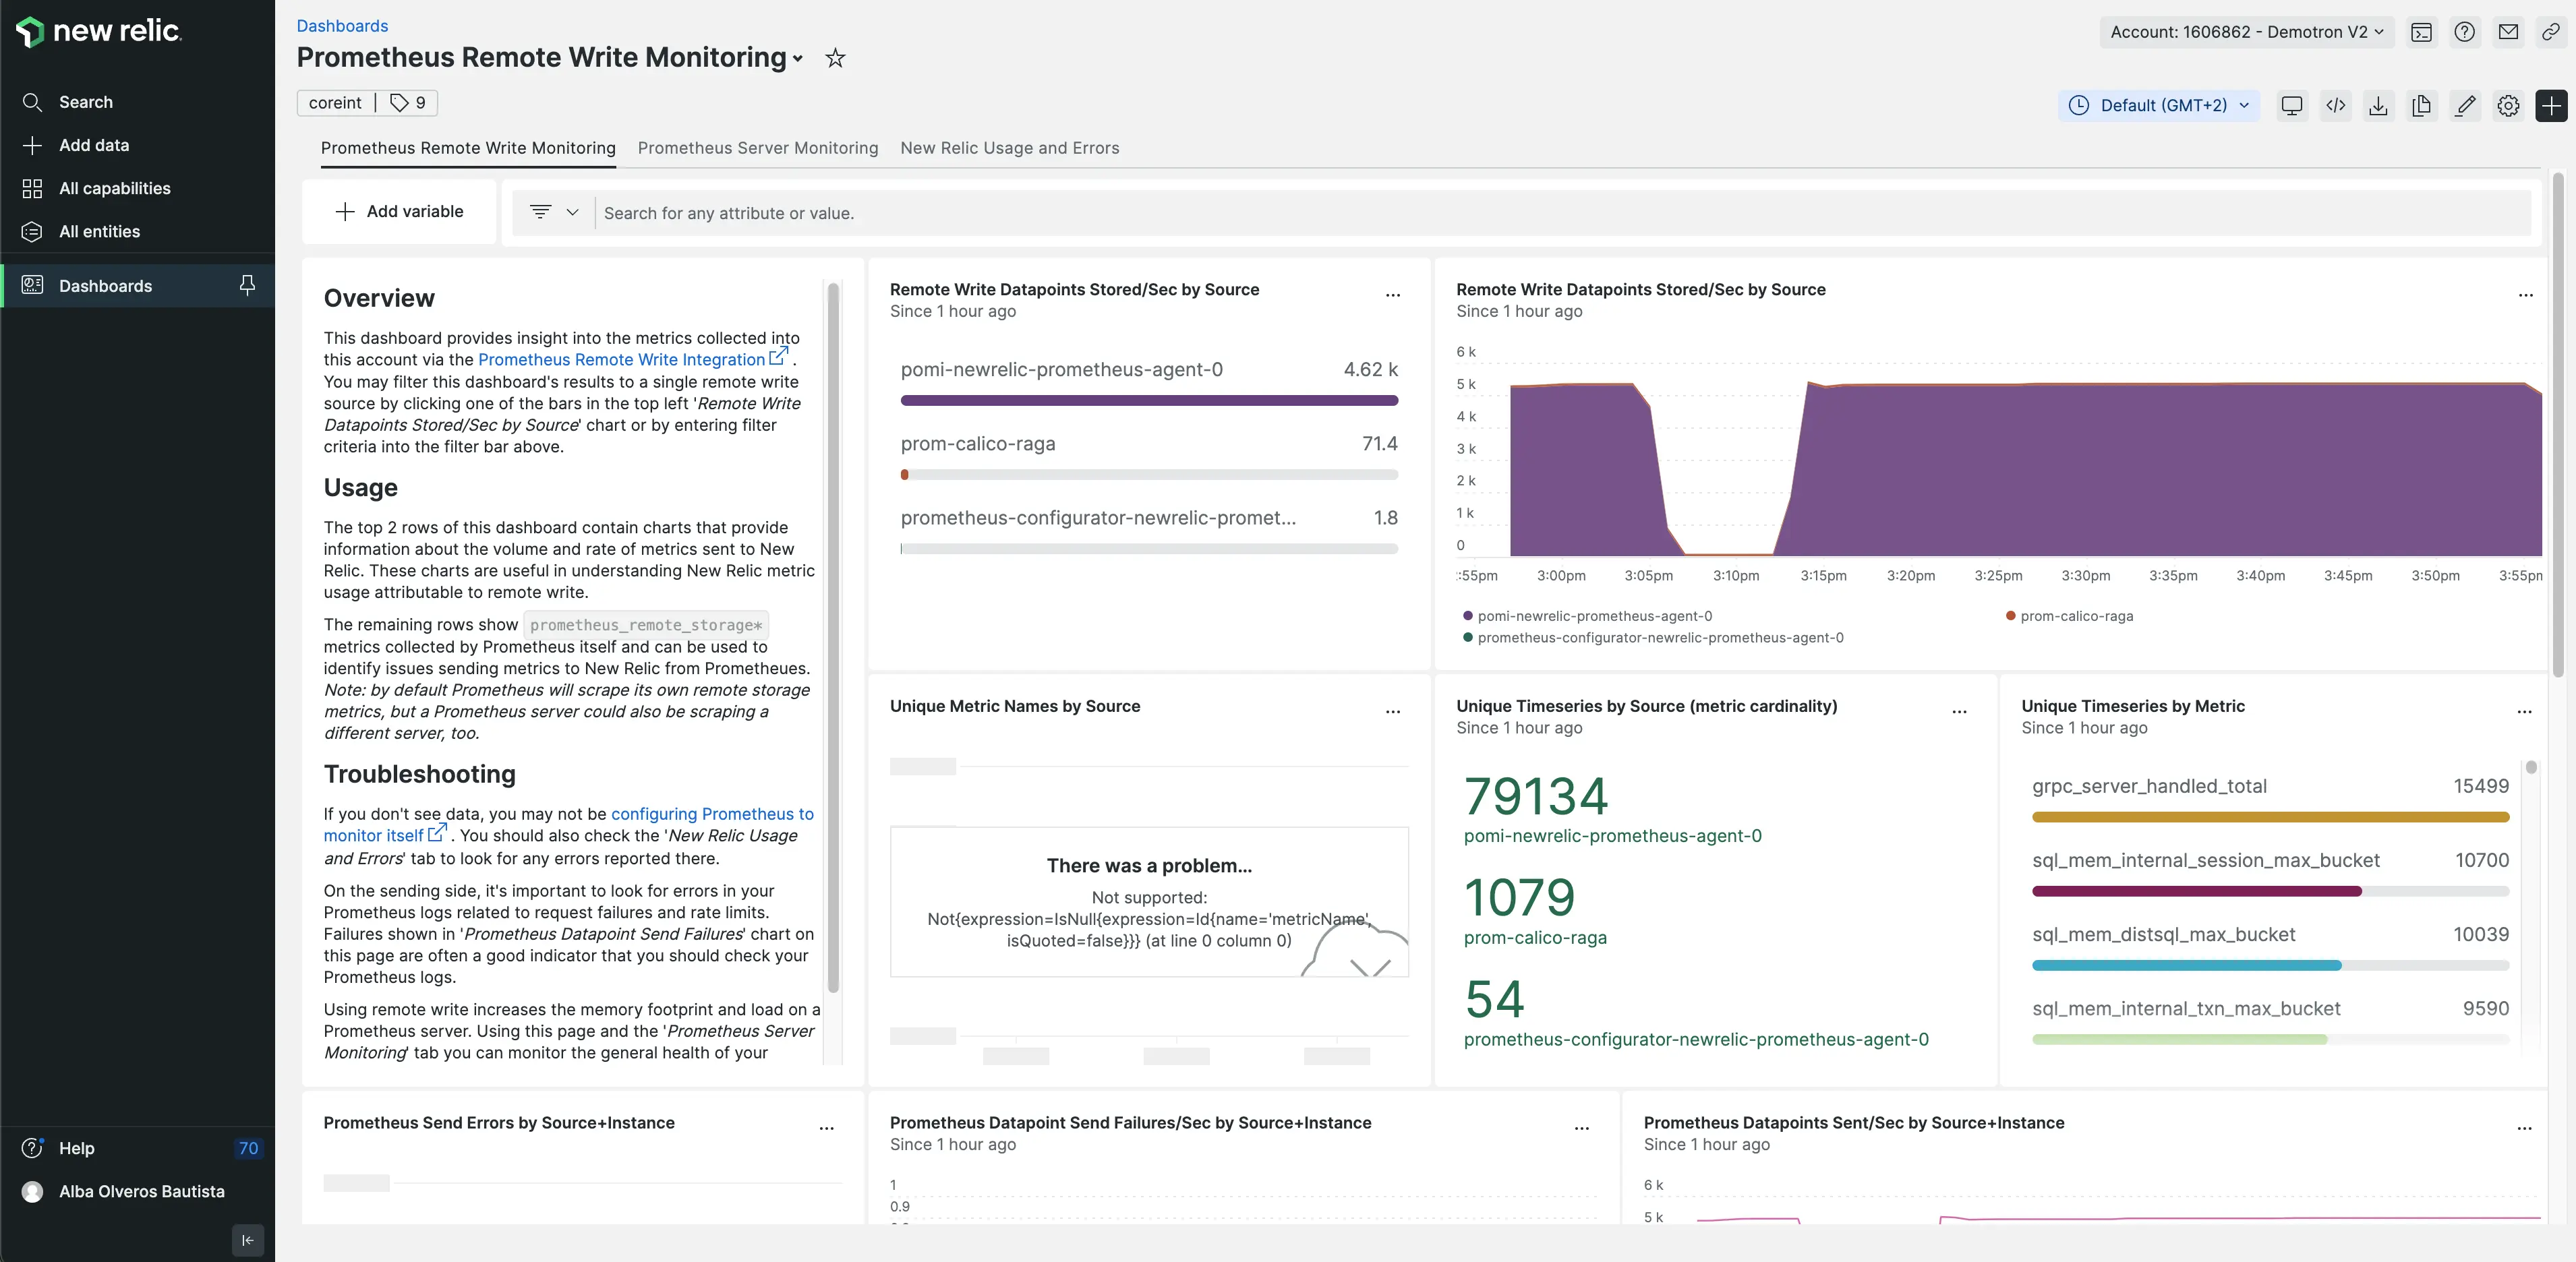 new relic.
Search
Add data
All capabilities
All entities
Dashboards
Help 70
Alba Olveros Bautista
Dashboards
Prometheus Remote Write Monitoring
coreint | 9
Account: 1606862 - Demotron V2
Default (GMT+2)
Prometheus Remote Write Monitoring Prometheus Server Monitoring New Relic Usage and Errors
Add variable
Search for any attribute or value.
Overview
This dashboard provides insight into the metrics collected into
this account via the Prometheus Remote Write Integration .
You may filter this dashboard's results to a single remote write
source by clicking one of the bars in the top left 'Remote Write
Datapoints Stored/Sec by Source' chart or by entering filter
criteria into the filter bar above.
Usage
The top 2 rows of this dashboard contain charts that provide
information about the volume and rate of metrics sent to New
Relic. These charts are useful in understanding New Relic metric
usage attributable to remote write.
The remaining rows show prometheus_remote_storage*
metrics collected by Prometheus itself and can be used to
identify issues sending metrics to New Relic from Prometheues.
Note: by default Prometheus will scrape its own remote storage
metrics, but a Prometheus server could also be scraping a
different server, too.
Troubleshooting
If you don't see data, you may not be configuring Prometheus to
monitor itself . You should also check the 'New Relic Usage
and Errors' tab to look for any errors reported there.
On the sending side, it's important to look for errors in your
Prometheus logs related to request failures and rate limits.
Failures shown in 'Prometheus Datapoint Send Failures' chart on
this page are often a good indicator that you should check your
Prometheus logs.
Using remote write increases the memory footprint and load on a
Prometheus server. Using this page and the 'Prometheus Server
Monitoring' tab you can monitor the general health of your
Remote Write Datapoints Stored/Sec by Source
Since 1 hour ago
pomi-newrelic-prometheus-agent-0 4.62 k
prom-calico-raga 71.4
prometheus-configurator-newrelic-promet... 1.8
Remote Write Datapoints Stored/Sec by Source
Since 1 hour ago
6 k
5 k
4 k
3 k
2 k
1 k
0
:55pm 3:00pm 3:05pm 3:10pm 3:15pm 3:20pm 3:25pm 3:30pm 3:35pm 3:40pm 3:45pm 3:50pm 3:55pm
pomi-newrelic-prometheus-agent-0 prom-calico-raga
prometheus-configurator-newrelic-prometheus-agent-0
Unique Metric Names by Source
There was a problem...
Not supported:
Not{expression=IsNull{expression=Id{name='metricName',
isQuoted=false}}} (at line 0 column 0)
Unique Timeseries by Source (metric cardinality)
Since 1 hour ago
79134
pomi-newrelic-prometheus-agent-0
1079
prom-calico-raga
54
prometheus-configurator-newrelic-prometheus-agent-0
Unique Timeseries by Metric
Since 1 hour ago
grpc_server_handled_total 15499
sql_mem_internal_session_max_bucket 10700
sql_mem_distsql_max_bucket 10039
sql_mem_internal_txn_max_bucket 9590
Prometheus Send Errors by Source+Instance
Prometheus Datapoint Send Failures/Sec by Source+Instance
Since 1 hour ago
1
0.9
Prometheus Datapoints Sent/Sec by Source+Instance
Since 1 hour ago
6 k
5 k